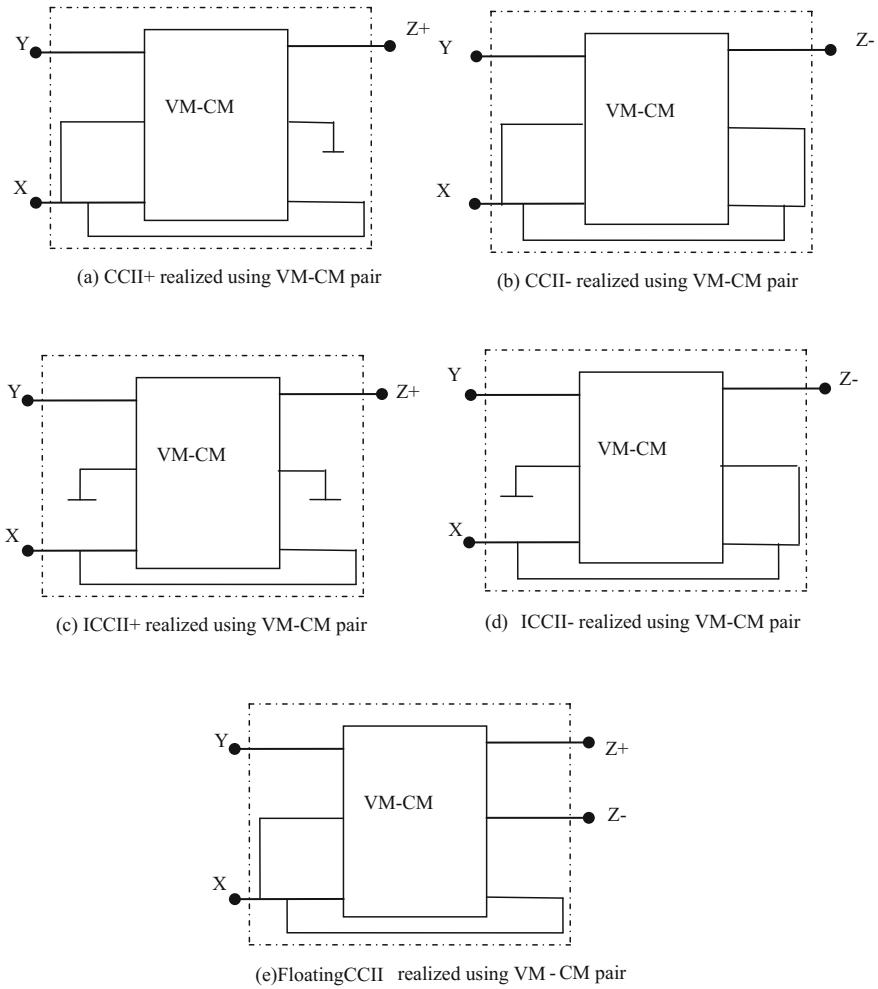 Y
VM-CM
X
Z+
(a) CCII+ realized using VM-CM pair
Y
VM-CM
X
Z-
(b) CCII- realized using VM-CM pair
Y
VM-CM
X
Z+
(c) ICCII+ realized using VM-CM pair
Y
VM-CM
X
Z-
(d) ICCII- realized using VM-CM pair
Y
VM-CM
X
Z+
Z-
(e)FloatingCCII realized using VM - CM pair